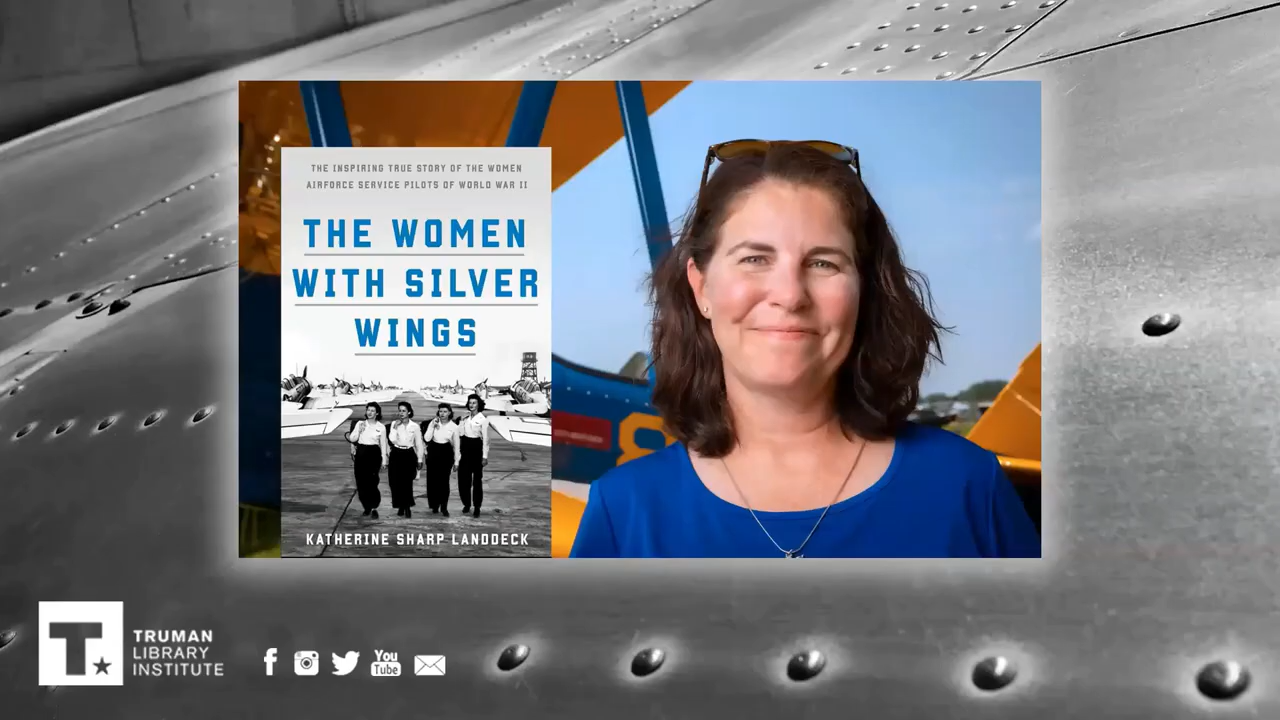 THE INSPIRING TRUE STORY OF THE WOMEN
AIRFORCE SERVICE PILOTS OF WORLD WAR II
THE WOMEN
WITH SILVER
WINGS
KATHERINE SHARP LANDDECK
8
T.
TRUMAN
LIBRARY
INSTITUTE
f
You
Tube